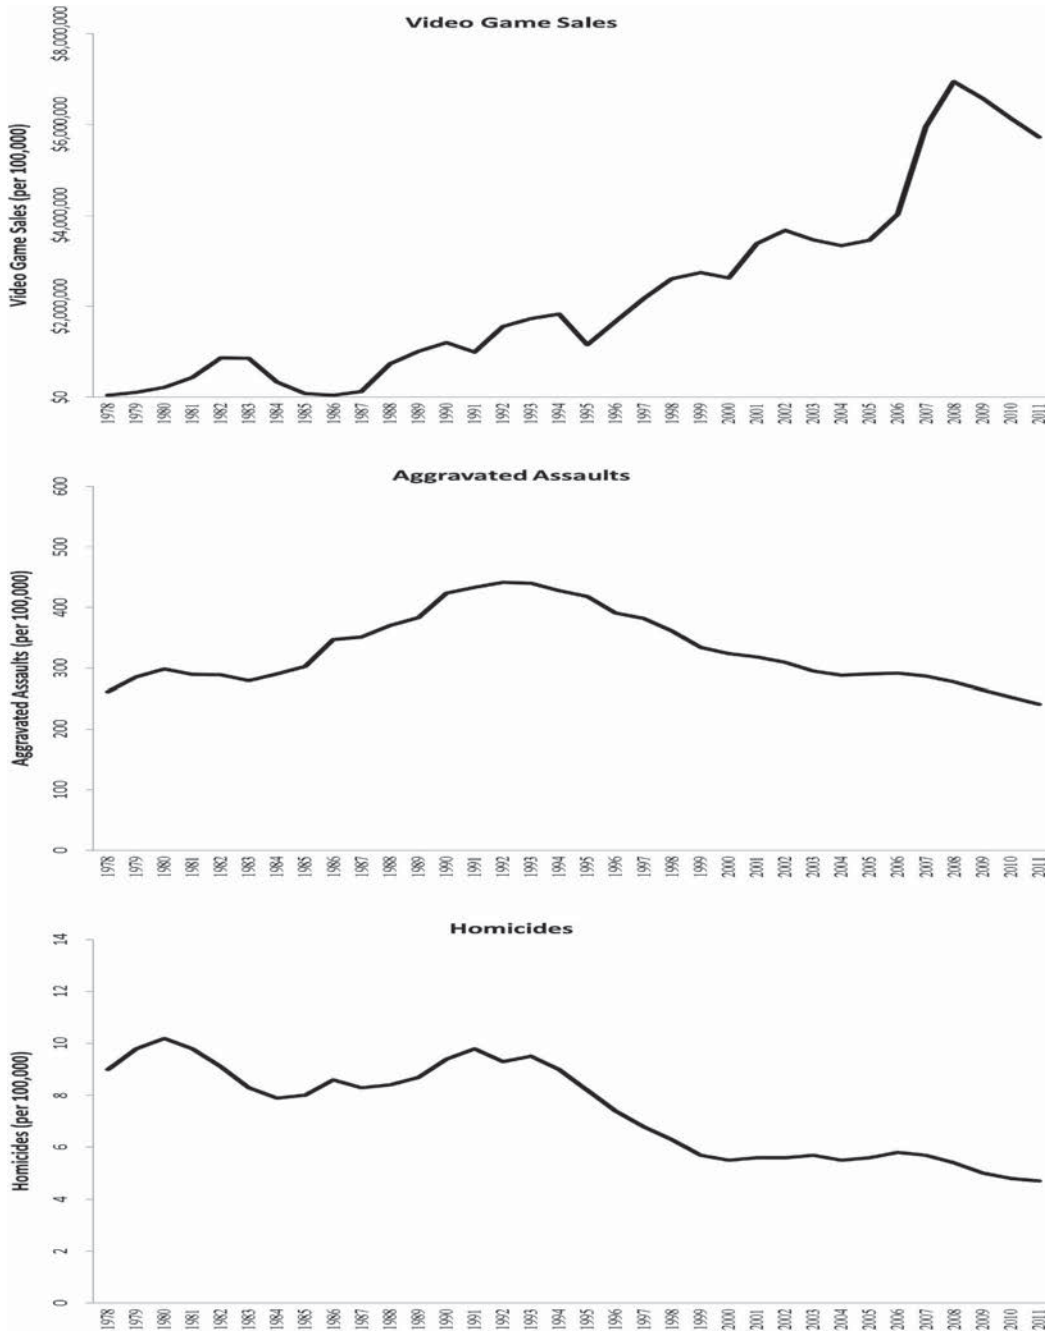 Video Game Sales
Video Game Sales (per 100,000)
$8,000,000
$6,000,000
$4,000,000
$2,000,000
$0
1978 1979 1980 1981 1982 1983 1984 1985 1986 1987 1988 1989 1990 1991 1992 1993 1994 1995 1996 1997 1998 1999 2000 2001 2002 2003 2004 2005 2006 2007 2008 2009 2010 2011
Aggravated Assaults
Aggravated Assaults (per 100,000)
600
500
400
300
200
100
0
1978 1979 1980 1981 1982 1983 1984 1985 1986 1987 1988 1989 1990 1991 1992 1993 1994 1995 1996 1997 1998 1999 2000 2001 2002 2003 2004 2005 2006 2007 2008 2009 2010 2011
Homicides
Homicides (per 100,000)
14
12
10
8
6
4
2
0
1978 1979 1980 1981 1982 1983 1984 1985 1986 1987 1988 1989 1990 1991 1992 1993 1994 1995 1996 1997 1998 1999 2000 2001 2002 2003 2004 2005 2006 2007 2008 2009 2010 2011